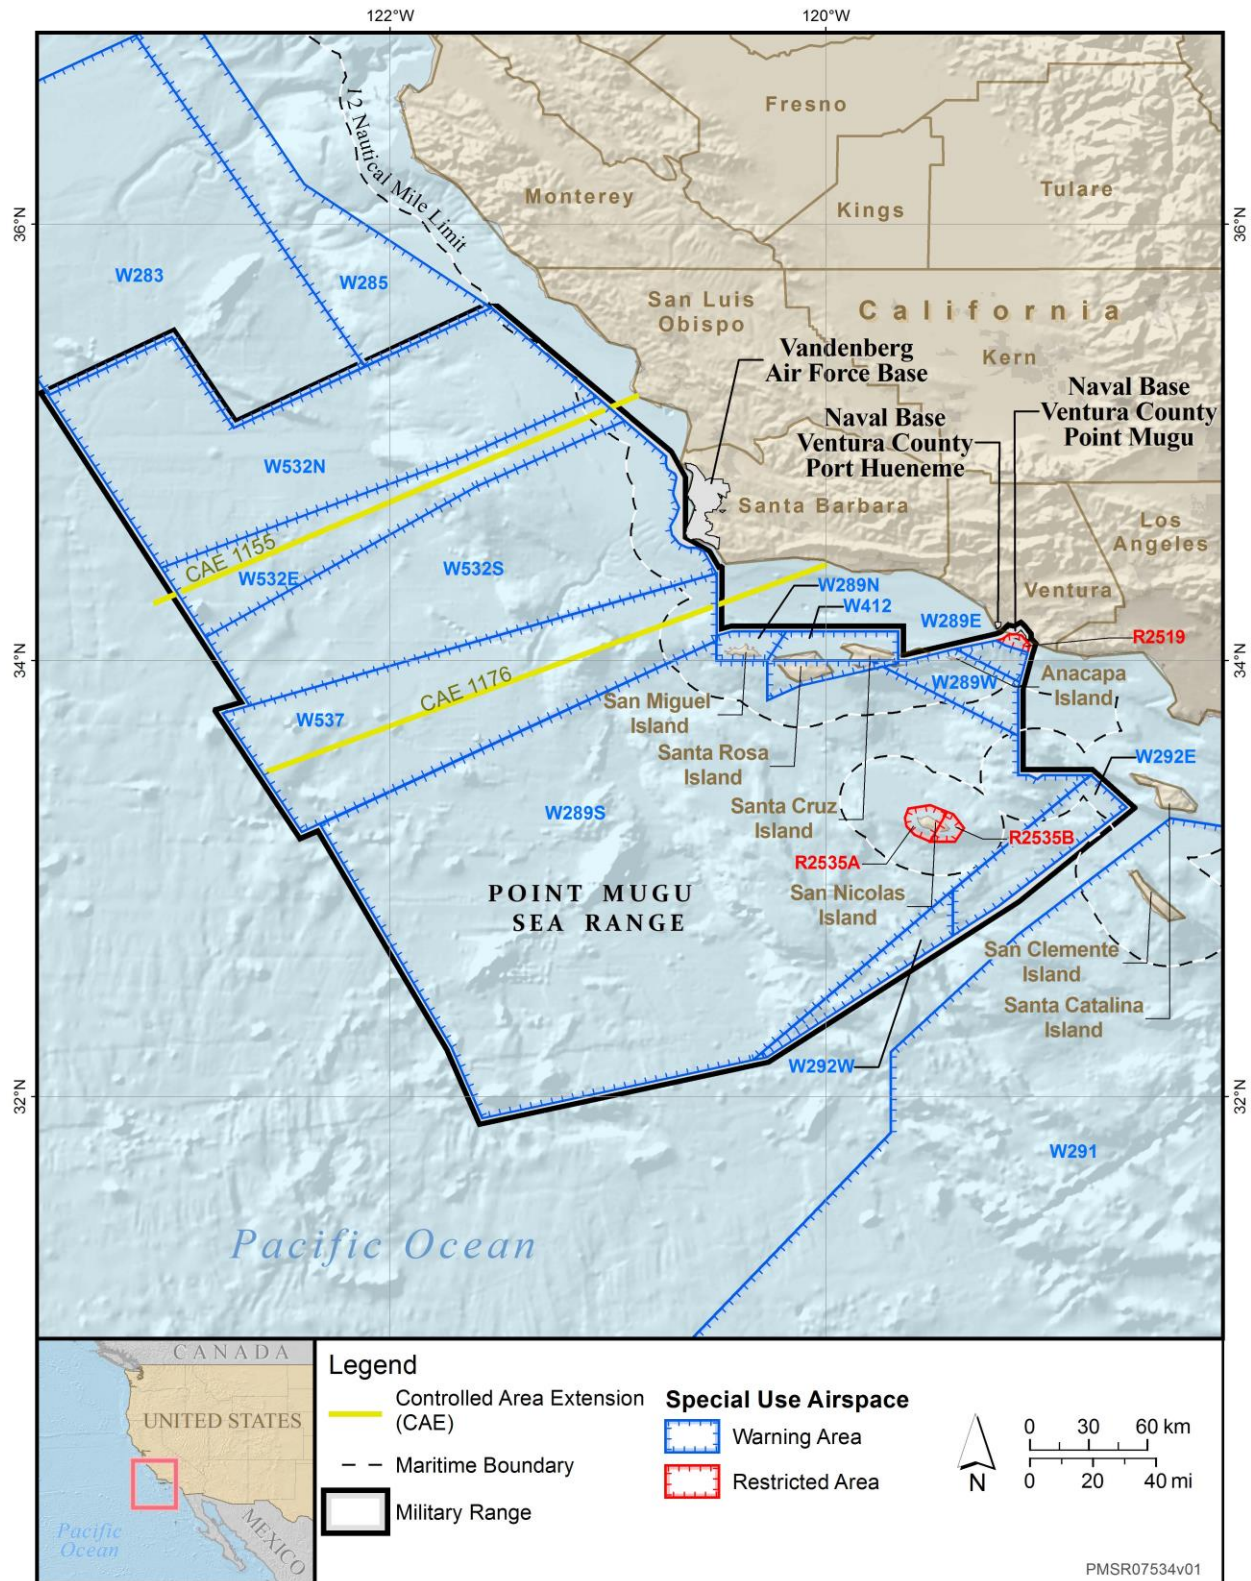 122°W
120°W
12 Nautical Mile Limit
Fresno
Monterey
Tulare
Kings
36°N
36°N
W283
W285
San Luis
Obispo
California
Kern
Vandenberg
Air Force Base
Naval Base
Ventura County
Point Mugu
Naval Base
Ventura County
Port Hueneme
W532N
Santa Barbara
Los
Angeles
CAE 1155
W532E
W532S
W289N
W412
Ventura
W289E
R2519
34°N
34°N
CAE 1176
W289W
Anacapa
Island
San Miguel
Island
W537
Santa Rosa
Island
W292E
Santa Cruz
Island
W289S
R2535B
R2535A
POINT MUGU
SEA RANGE
San Nicolas
Island
San Clemente
Island
Santa Catalina
Island
W292W
32°N
32°N
W291
Pacific Ocean
CANADA
UNITED STATES
MEXICO
Pacific
Ocean
Legend
Controlled Area Extension
(CAE)
Maritime Boundary
Military Range
Special Use Airspace
Warning Area
Restricted Area
N
0 30 60 km
0 20 40 mi
PMSR07534v01